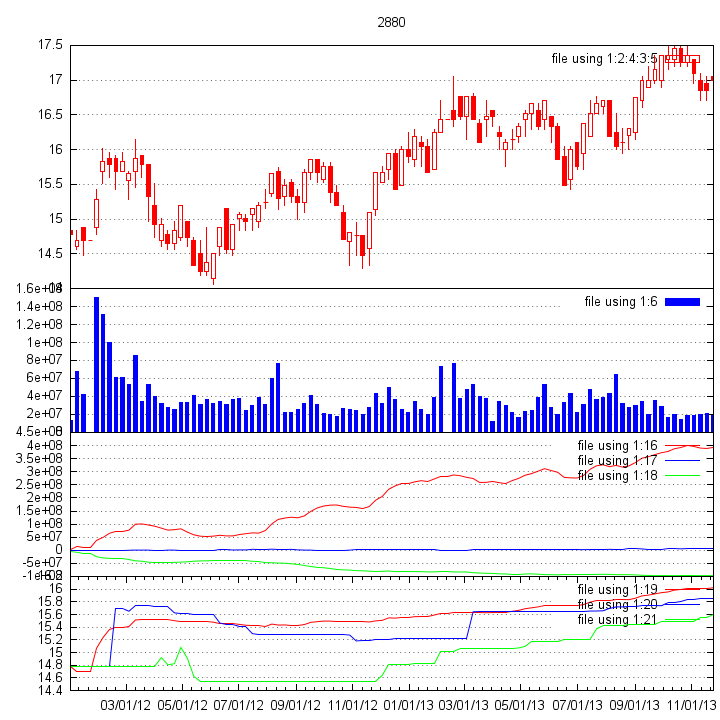 2880
17.5
file using 1:2:4:3:5
17
16.5
16
15.5
15
14.5
14
file using 1:6
1.4e+08
1.2e+08
1e+08
8e+07
6e+07
4e+07
2e+07
4e+08
file using 1:16
3.5e+08
file using 1:17
3e+08
file using 1:18
2.5e+08
2e+08
1.5e+08
1e+08
5e+07
0
-5e+07
16
file using 1:19
15.8
file using 1:20
15.6
file using 1:21
15.4
15.2
15
14.8
14.6
14.4
03/01/12 05/01/12 07/01/12 09/01/12 11/01/12 01/01/13 03/01/13 05/01/13 07/01/13 09/01/13 11/01/13